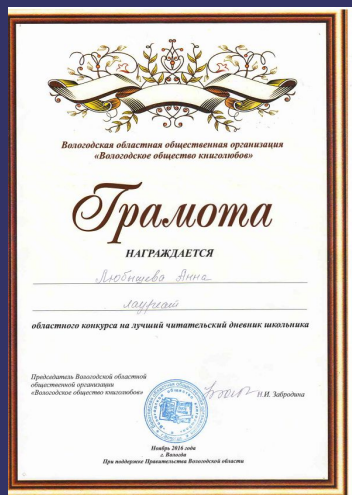 Вологодская областная общественная организация
«Вологодское общество книголюбов»
Грамота
НАГРАЖДАЕТСЯ
Любищева Анна
лауреат
областного конкурса на лучший читательский дневник школьника
Председатель Вологодской областной
общественной организации
«Вологодское общество книголюбов»
Н.И. Забродина
Ноябрь 2016 года
г. Вологда
При поддержке Правительства Вологодской области